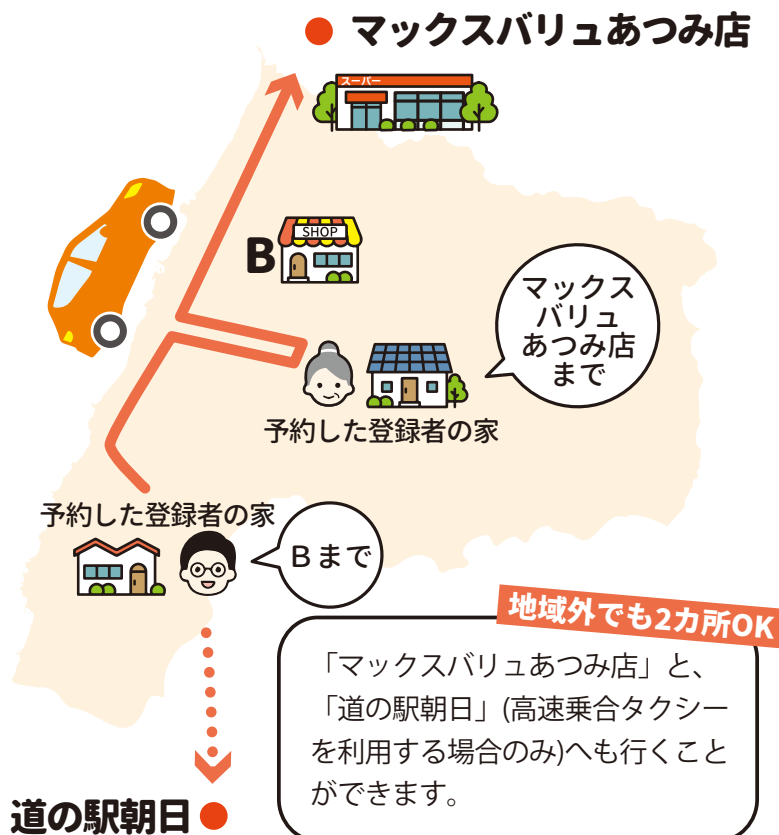 マックスバリュあつみ店
スーパー
SHOP
B
マックス
バリュ
あつみ店
まで
予約した登録者の家
予約した登録者の家
Bまで
地域外でも2カ所OK
「マックスバリュあつみ店」と、
「道の駅朝日」(高速乗合タクシー
を利用する場合のみ)へも行くこと
ができます。
道の駅朝日